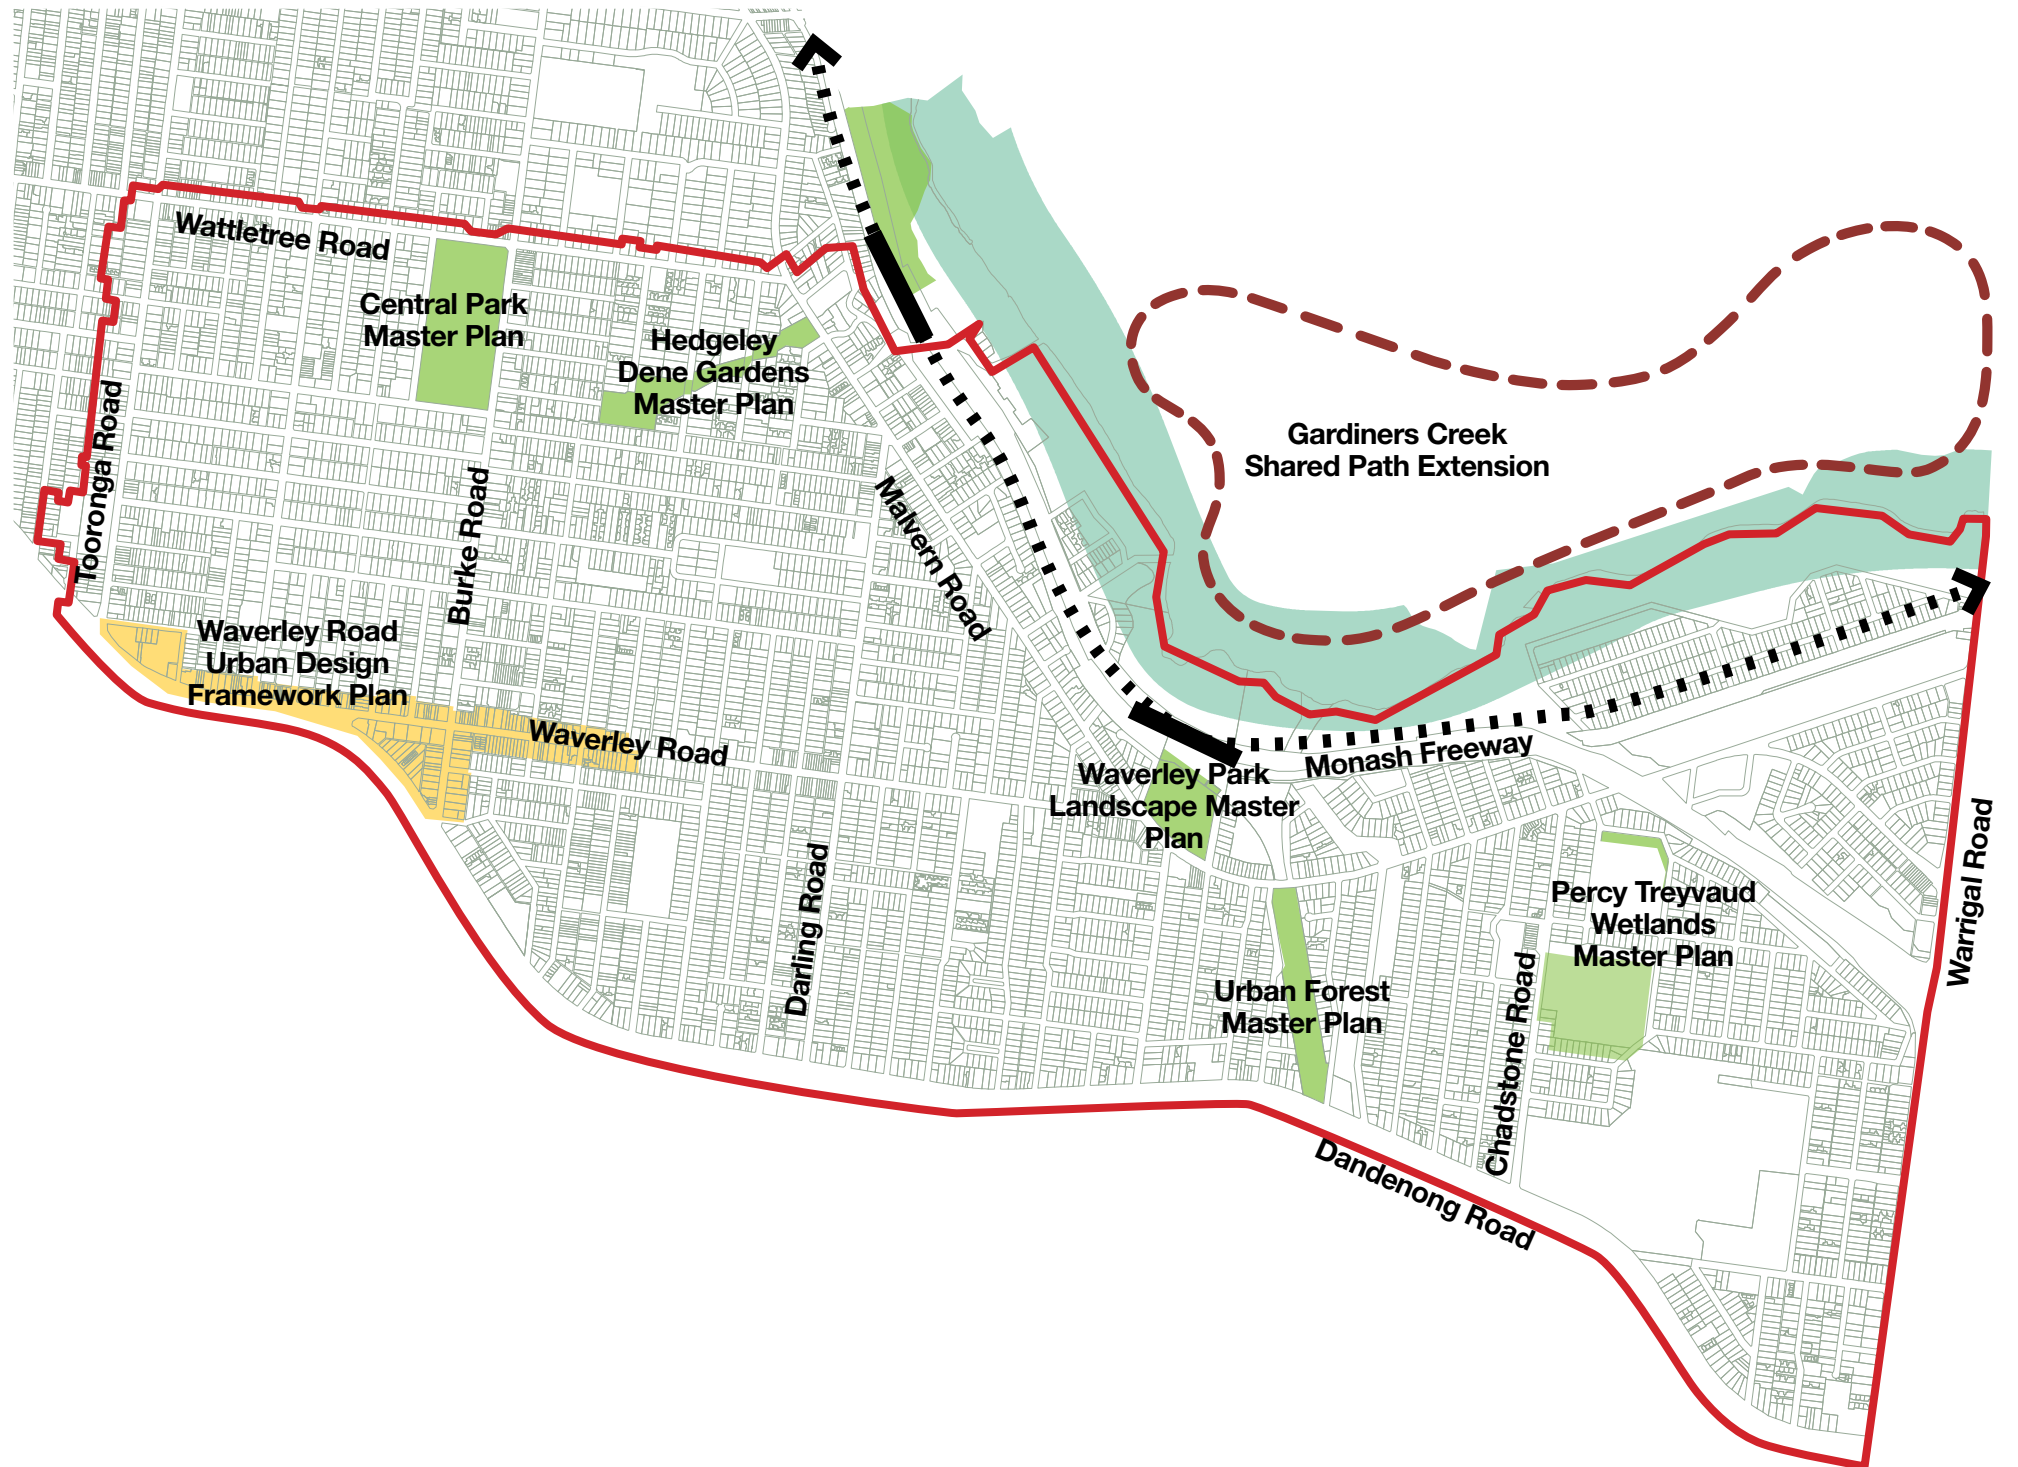 Wattletree Road
Central Park
Master Plan
Hedgeley
Dene Gardens
Master Plan
Gardiners Creek
Shared Path Extension
Tooronga Road
Burke Road
Malvern Road
Waverley Road
Urban Design
Framework Plan
Waverley Road
Monash Freeway
Waverley Park
Landscape Master
Plan
Darling Road
Percy Treyvaud
Wetlands
Master Plan
Warrigal Road
Urban Forest
Master Plan
Chadstone Road
Dandenong Road